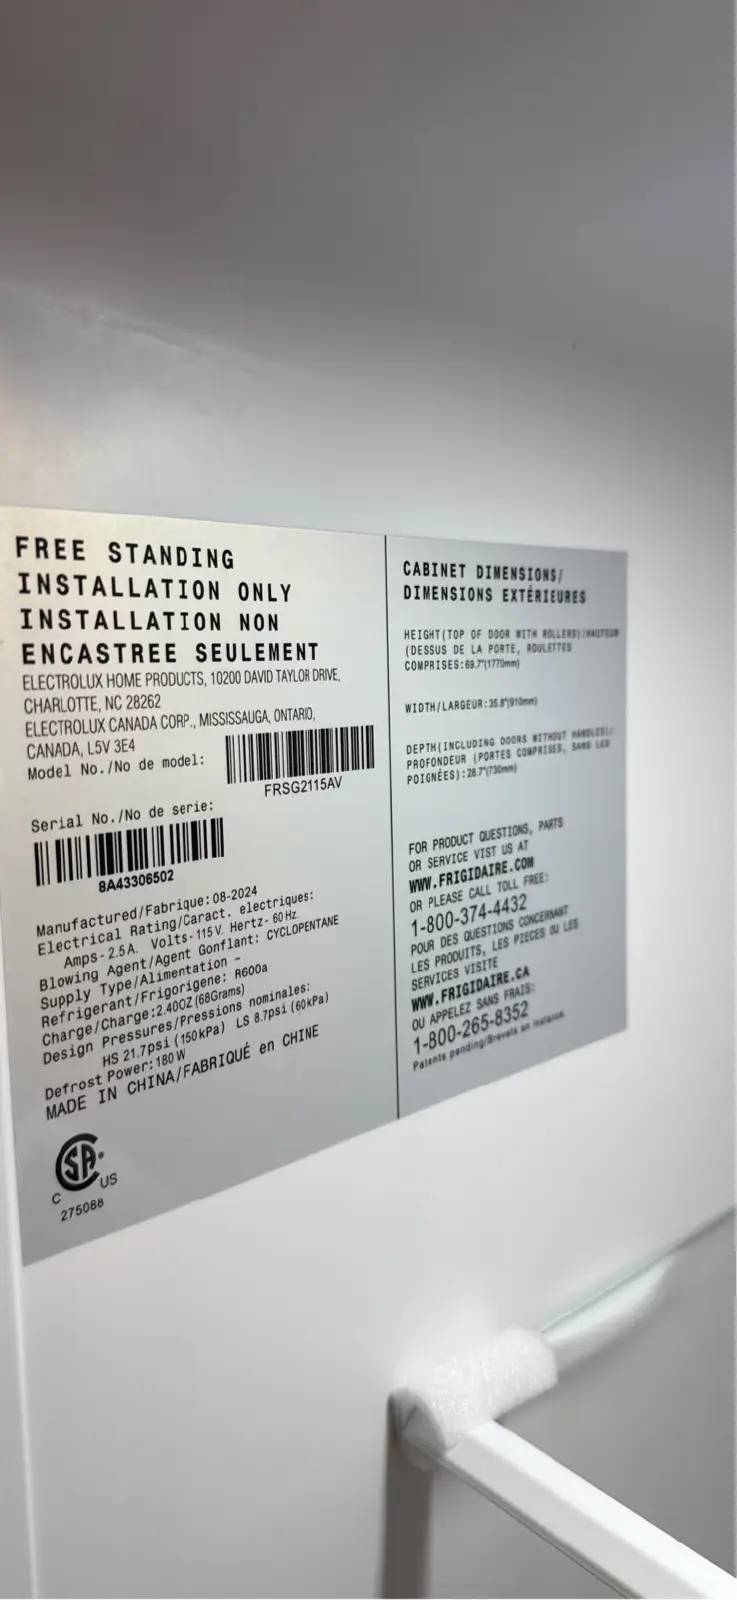 FREE STANDING
INSTALLATION ONLY
INSTALLATION NON
ENCASTREE SEULEMENT
ELECTROLUX HOME PRODUCTS, 10200 DAVID TAYLOR DRIVE,
CHARLOTTE, NC 28262
ELECTROLUX CANADA CORP., MISSISSAUGA, ONTARIO,
CANADA, L5V 3E4
Model No./No de model:
FRSG2115AV
Serial No./No de serie:
8A43306502
Manufactured/Fabrique:08-2024
Electrical Rating/Caract. electriques:
Amps-2.5A. Volts-115V. Hertz-60Hz
Blowing Agent/Agent Gonflant: CYCLOPENTANE
Supply Type/Alimentation -
Refrigerant/Frigorigene: R600a
Charge/Charge:2.40OZ(68Grams)
Design Pressures/Pressions nominales:
HS 21.7psi(150kPa) LS 8.7psi(60kPa)
Defrost Power:180W
MADE IN CHINA/FABRIQUÉ en CHINE
SA
C US
275088
CABINET DIMENSIONS/
DIMENSIONS EXTÉRIEURES
HEIGHT(TOP OF DOOR WITH ROLLERS)/HAUTEUR
(DESSUS DE LA PORTE, ROULETTES
COMPRISES:69.7"(1770mm)
WIDTH/LARGEUR:35.8"(910mm)
DEPTH(INCLUDING DOORS WITHOUT HANDLES)/
PROFONDEUR (PORTES COMPRISES, SANS LES
POIGNÉES):28.7"(730mm)
FOR PRODUCT QUESTIONS, PARTS
OR SERVICE VIST US AT
WWW.FRIGIDAIRE.COM
OR PLEASE CALL TOLL FREE:
1-800-374-4432
POUR DES QUESTIONS CONCERNANT
LES PRODUITS, LES PIECES OU LES
SERVICES VISITE
WWW.FRIGIDAIRE.CA
OU APPELEZ SANS FRAIS:
1-800-265-8352
Patents pending/Brevets en instance